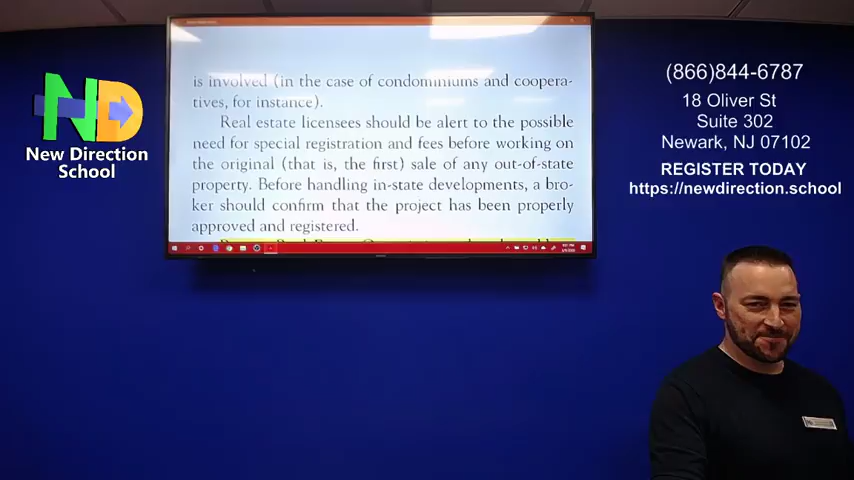 New Direction
School
is involved (in the case of condominiums and coopera-
tives, for instance).
Real estate licensees should be alert to the possible
need for special registration and fees before working on
the original (that is, the first) sale of any out-of-state
property. Before handling in-state developments, a bro-
ker should confirm that the project has been properly
approved and registered.
(866)844-6787
18 Oliver St
Suite 302
Newark, NJ 07102
REGISTER TODAY
https://newdirection.school